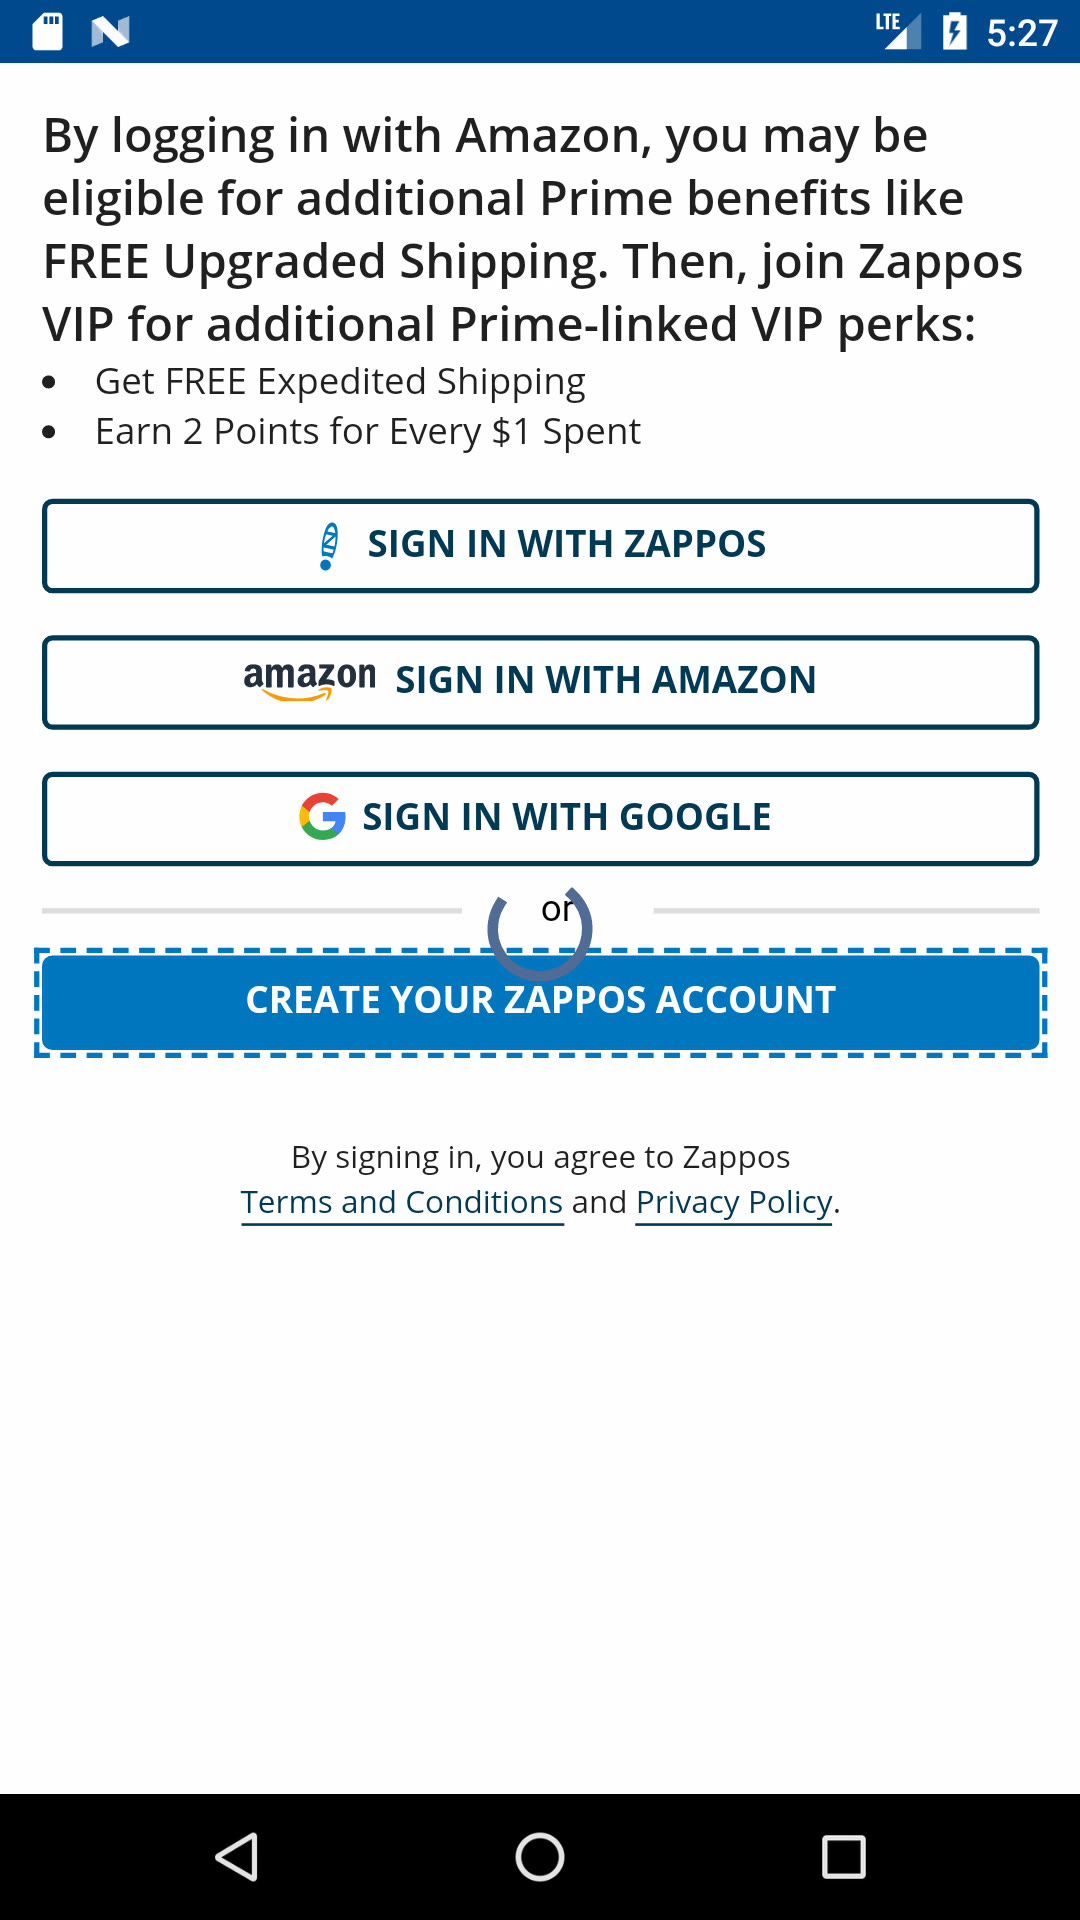 LTE 5:27
By logging in with Amazon, you may be
eligible for additional Prime benefits like
FREE Upgraded Shipping. Then, join Zappos
VIP for additional Prime-linked VIP perks:
• Get FREE Expedited Shipping
• Earn 2 Points for Every $1 Spent
SIGN IN WITH ZAPPOS
amazon SIGN IN WITH AMAZON
SIGN IN WITH GOOGLE
or
CREATE YOUR ZAPPOS ACCOUNT
By signing in, you agree to Zappos
Terms and Conditions and Privacy Policy.